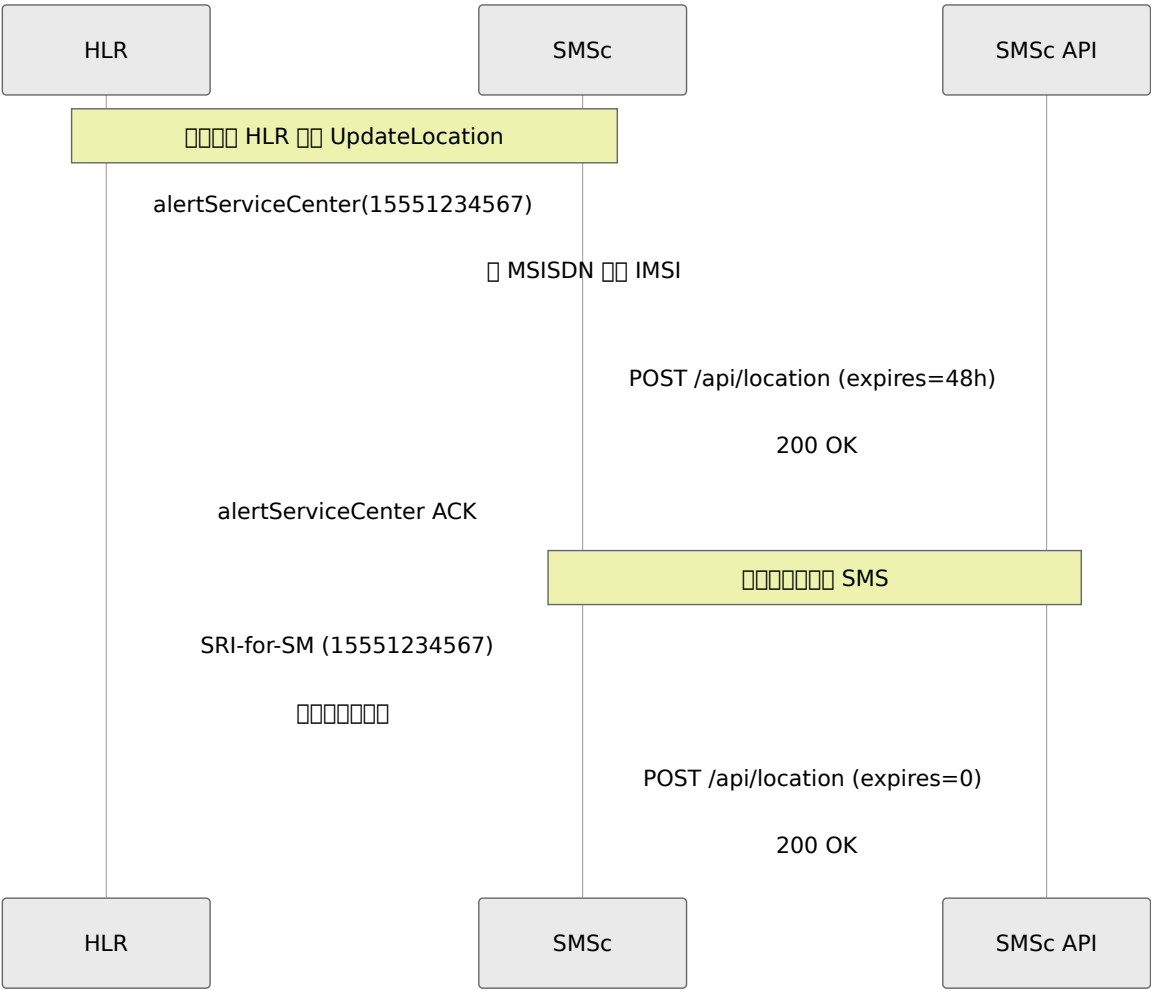 HLR
SMSc
SMSc API
HLR UpdateLocation
alertServiceCenter(15551234567)
MSISDN IMSI
POST /api/location (expires=48h)
200 OK
alertServiceCenter ACK
SMS
SRI-for-SM (15551234567)
POST /api/location (expires=0)
200 OK
HLR
SMSc
SMSc API